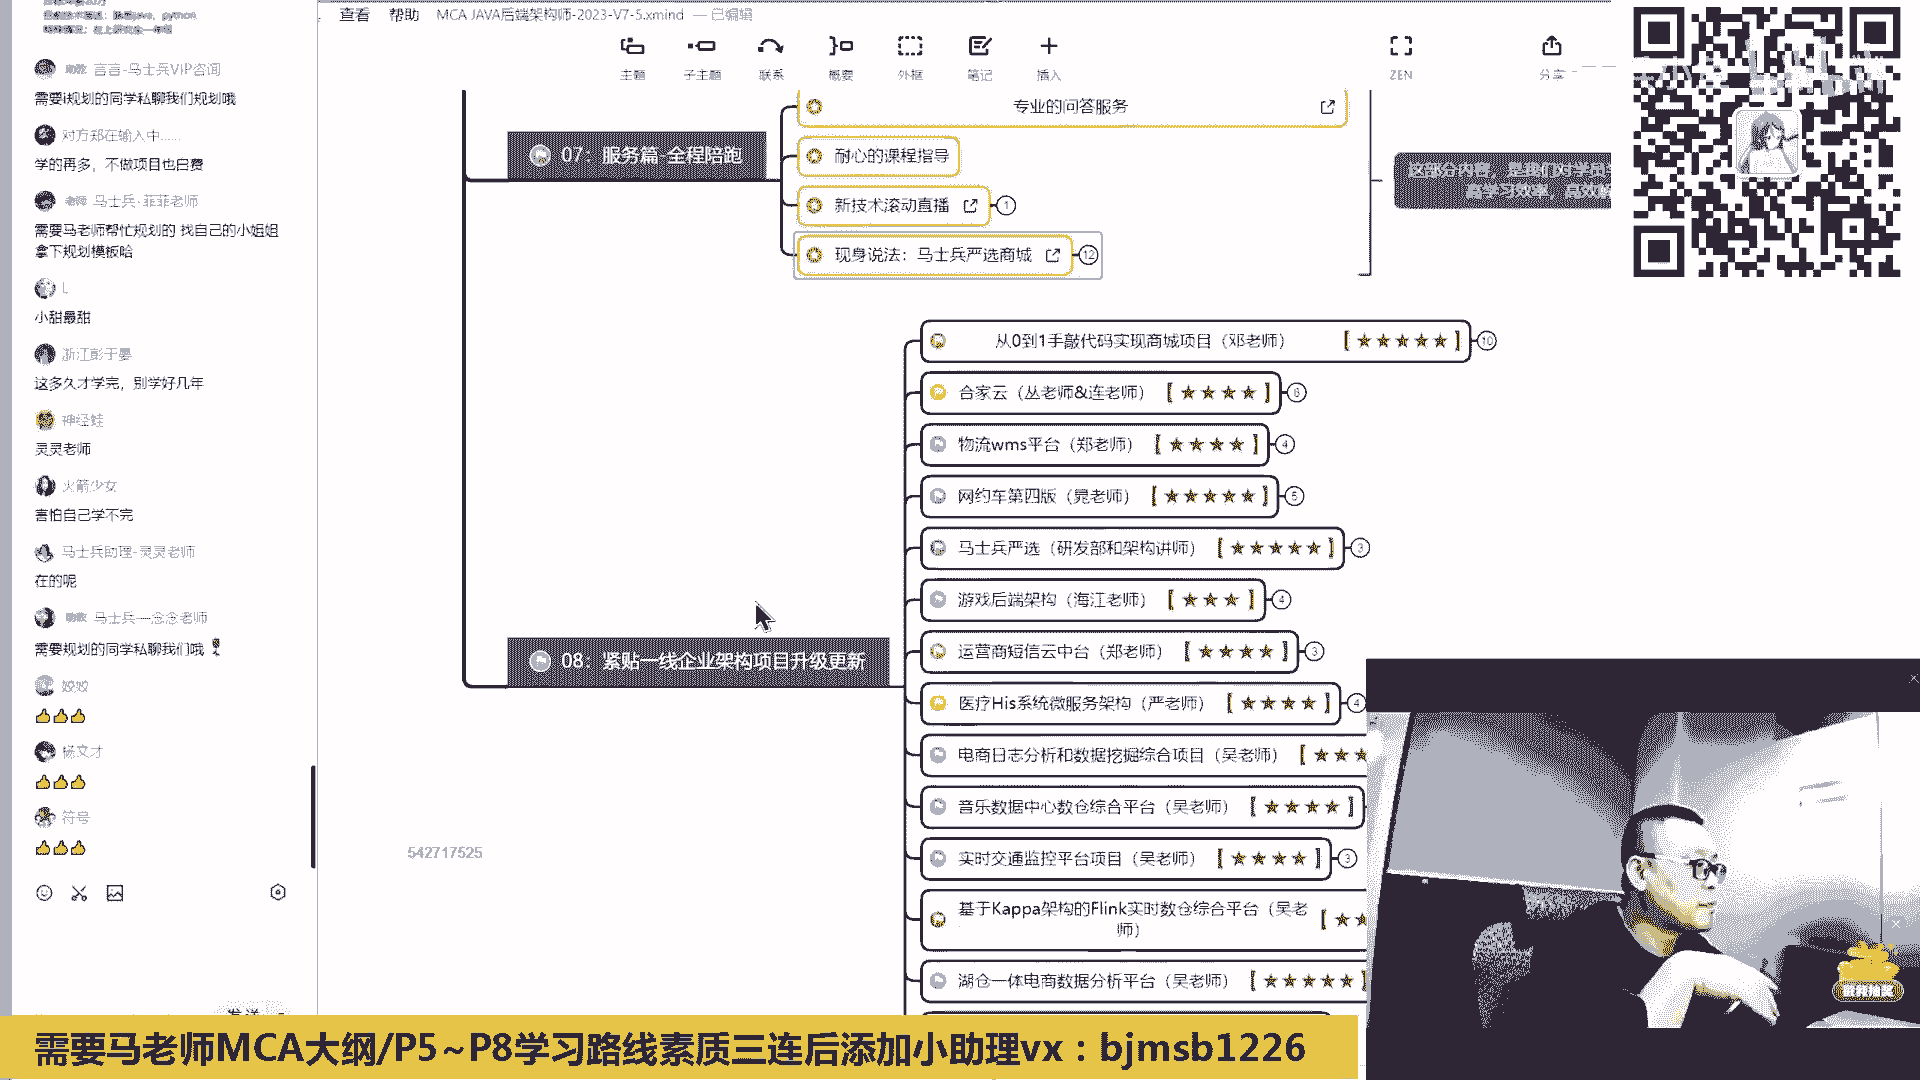 查看 帮助 MCA JAVA后端架构师-2023-V7-5.xmind — 已编辑
主题 子主题 联系 概要 外框 笔记 插入 ZEN 分享
言言-马士兵VIP咨询
需要i规划的同学私聊我们规划哦
对方郑在输入中......
学的再多，不做项目也白费
老师 马士兵-菲菲老师
需要马老师帮忙规划的 找自己的小姐姐
拿下规划模板哈
L
小甜最甜
浙江彭于晏
这多久才学完，别学好几年
神经蛙
灵灵老师
火箭少女
害怕自己学不完
马士兵助理-灵灵老师
在的呢
马士兵—念念老师
需要规划的同学私聊我们哦
姣姣
杨文才
符号
07：服务篇-全程陪跑
专业的问答服务
耐心的课程指导
新技术滚动直播 1
现身说法：马士兵严选商城 12
08：紧贴一线企业架构项目升级更新
从0到1手敲代码实现商城项目（邓老师） 【★★★★★】 10
合家云（丛老师&连老师） 【★★★★】 6
物流wms平台（郑老师） 【★★★★】 4
网约车第四版（晁老师） 【★★★★★】 5
马士兵严选（研发部和架构讲师） 【★★★★★】 3
游戏后端架构（海江老师） 【★★★】 4
运营商短信云中台（郑老师） 【★★★★】 3
医疗His系统微服务架构（严老师） 【★★★★】 4
电商日志分析和数据挖掘综合项目（吴老师） 【★★★
音乐数据中心数仓综合平台（吴老师） 【★★★★】
实时交通监控平台项目（吴老师） 【★★★★】 3
基于Kappa架构的Flink实时数仓综合平台（吴老
师） 【★★
湖仓一体电商数据分析平台（吴老师） 【★★★★★】
542717525
需要马老师MCA大纲/P5~P8学习路线素质三连后添加小助理vx：bjmsb1226